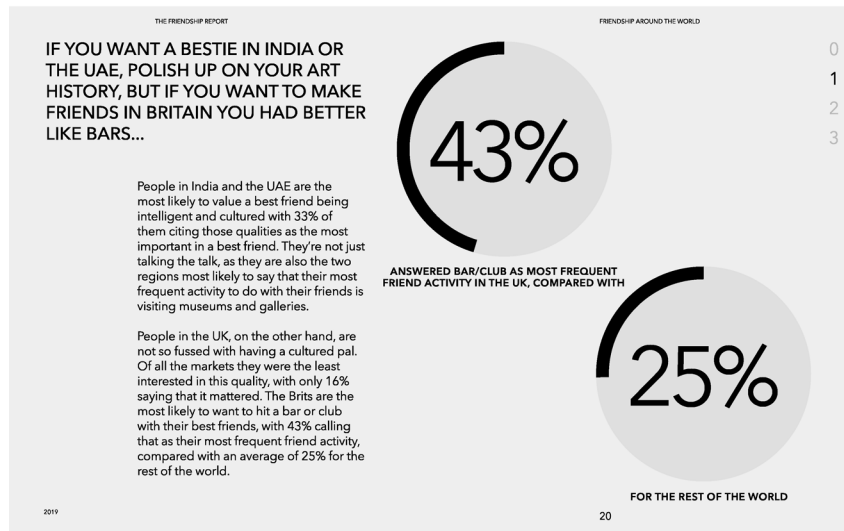 THE FRIENDSHIP REPORT
FRIENDSHIP AROUND THE WORLD
IF YOU WANT A BESTIE IN INDIA OR
THE UAE, POLISH UP ON YOUR ART
HISTORY, BUT IF YOU WANT TO MAKE
FRIENDS IN BRITAIN YOU HAD BETTER
LIKE BARS...
People in India and the UAE are the
most likely to value a best friend being
intelligent and cultured with 33% of
them citing those qualities as the most
important in a best friend. They're not just
talking the talk, as they are also the two
regions most likely to say that their most
frequent activity to do with their friends is
visiting museums and galleries.
People in the UK, on the other hand, are
not so fussed with having a cultured pal.
Of all the markets they were the least
interested in this quality, with only 16%
saying that it mattered. The Brits are the
most likely to want to hit a bar or club
with their best friends, with 43% calling
that as their most frequent friend activity,
compared with an average of 25% for the
rest of the world.
43%
ANSWERED BAR/CLUB AS MOST FREQUENT
FRIEND ACTIVITY IN THE UK, COMPARED WITH
25%
FOR THE REST OF THE WORLD
0
1
2
3
2019
20